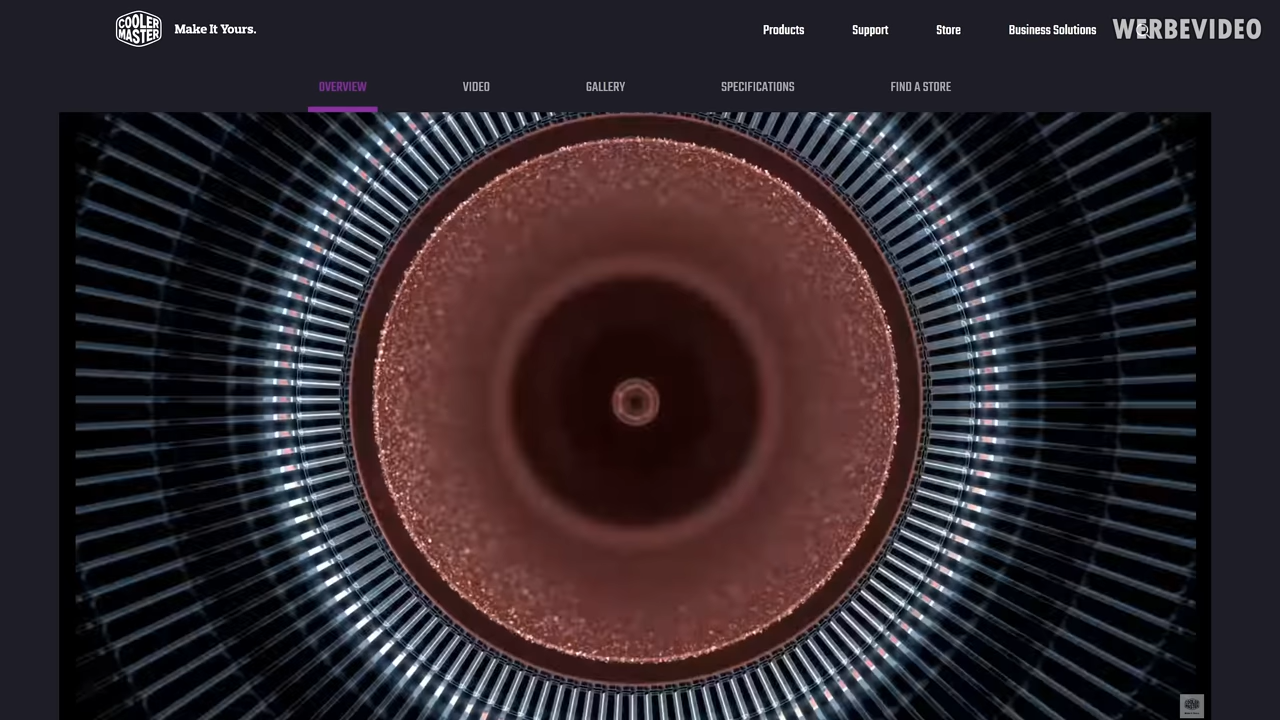 COOLER
MASTER
Make It Yours.
Products
Support
Store
Business Solutions
WERBEVIDEO
OVERVIEW
VIDEO
GALLERY
SPECIFICATIONS
FIND A STORE